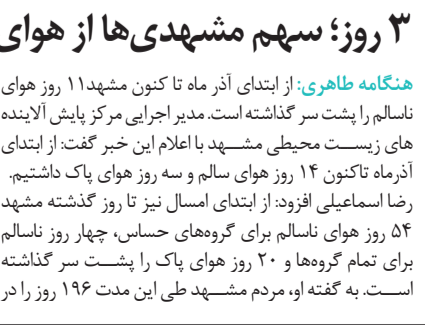 ۳ روز؛ سهم مشهدی‌ها از هوای
هنگامه طاهری: از ابتدای آذر ماه تا کنون مشهد۱۱ روز هوای
ناسالم را پشت سر گذاشته است. مدیر اجرایی مرکز پایش آلاینده
های زیست محیطی مشهد با اعلام این خبر گفت: از ابتدای
آذرماه تاکنون ۱۴ روز هوای سالم و سه روز هوای پاک داشتیم.
رضا اسماعیلی افزود: از ابتدای امسال نیز تا روز گذشته مشهد
۵۴ روز هوای ناسالم برای گروه‌های حساس، چهار روز ناسالم
برای تمام گروه‌ها و ۲۰ روز هوای پاک را پشت سر گذاشته
است. به گفته او، مردم مشهد طی این مدت ۱۹۶ روز را در